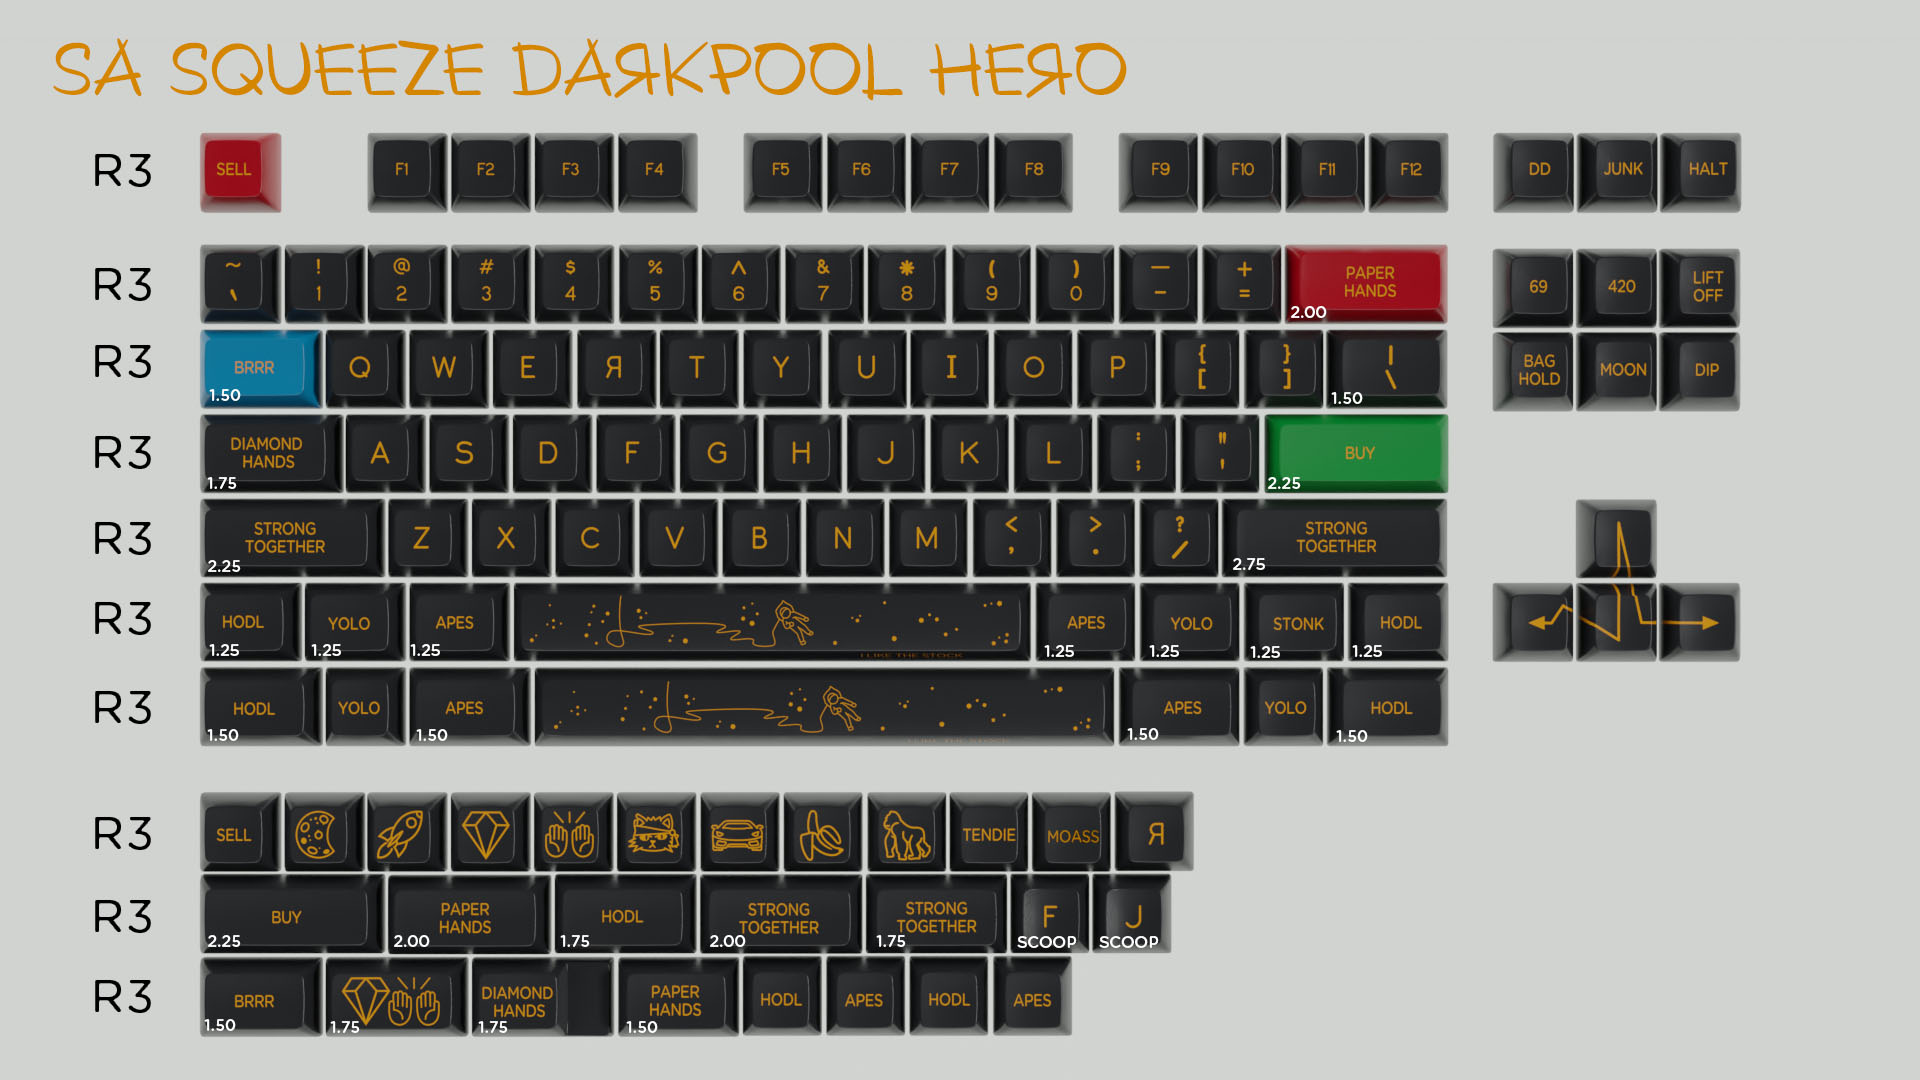 SA SQUEEZE DAЯKPOOL HEЯO
R3 SELL F1 F2 F3 F4 F5 F6 F7 F8 F9 F10 F11 F12 DD JUNK HALT
R3 ~ ! @ # $ % ^ & * ( ) — + PAPER
` 1 2 3 4 5 6 7 8 9 0 - = HANDS 69 420 LIFT
OFF
2.00
R3 BRRR Q W E Я T Y U I O P { } | BAG
[ ] \ HOLD MOON DIP
1.50 1.50
R3 DIAMOND
HANDS A S D F G H J K L : " BUY
; '
1.75 2.25
R3 STRONG
TOGETHER Z X C V B N M < > ? STRONG
, . / TOGETHER
2.25 2.75
R3 HODL YOLO APES APES YOLO STONK HODL
1.25 1.25 1.25 1.25 1.25 1.25 1.25
I LIKE THE STOCK
R3 HODL YOLO APES APES YOLO HODL
1.50 1.50 1.50 1.50
I LIKE THE STOCK
R3 SELL TENDIE MOASS Я
R3 BUY PAPER
HANDS HODL STRONG
TOGETHER STRONG
TOGETHER F J
2.25 2.00 1.75 2.00 1.75 SCOOP SCOOP
R3 BRRR DIAMOND
HANDS PAPER
HANDS HODL APES HODL APES
1.50 1.75 1.75 1.50